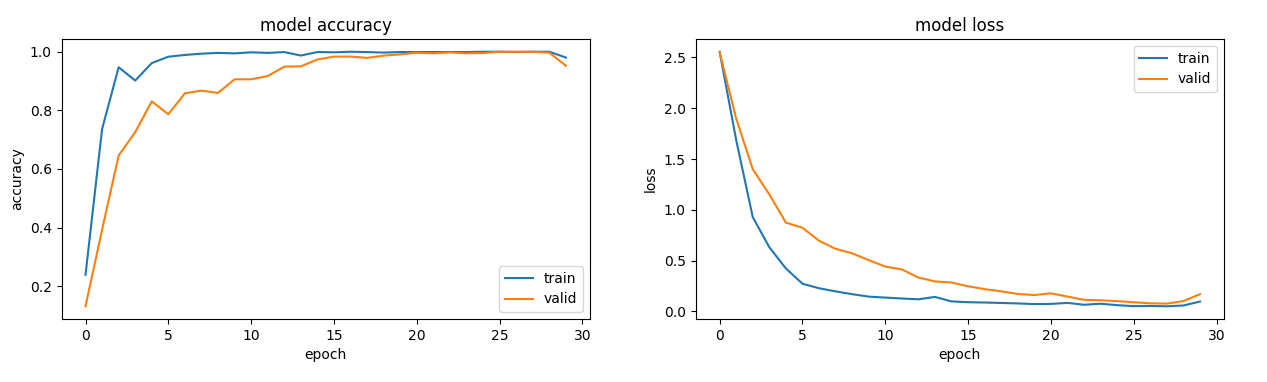 model accuracy
1.0
0.8
0.6
0.4
0.2
accuracy
train
valid
0 5 10 15 20 25 30
epoch
model loss
2.5
2.0
1.5
1.0
0.5
0.0
loss
train
valid
0 5 10 15 20 25 30
epoch